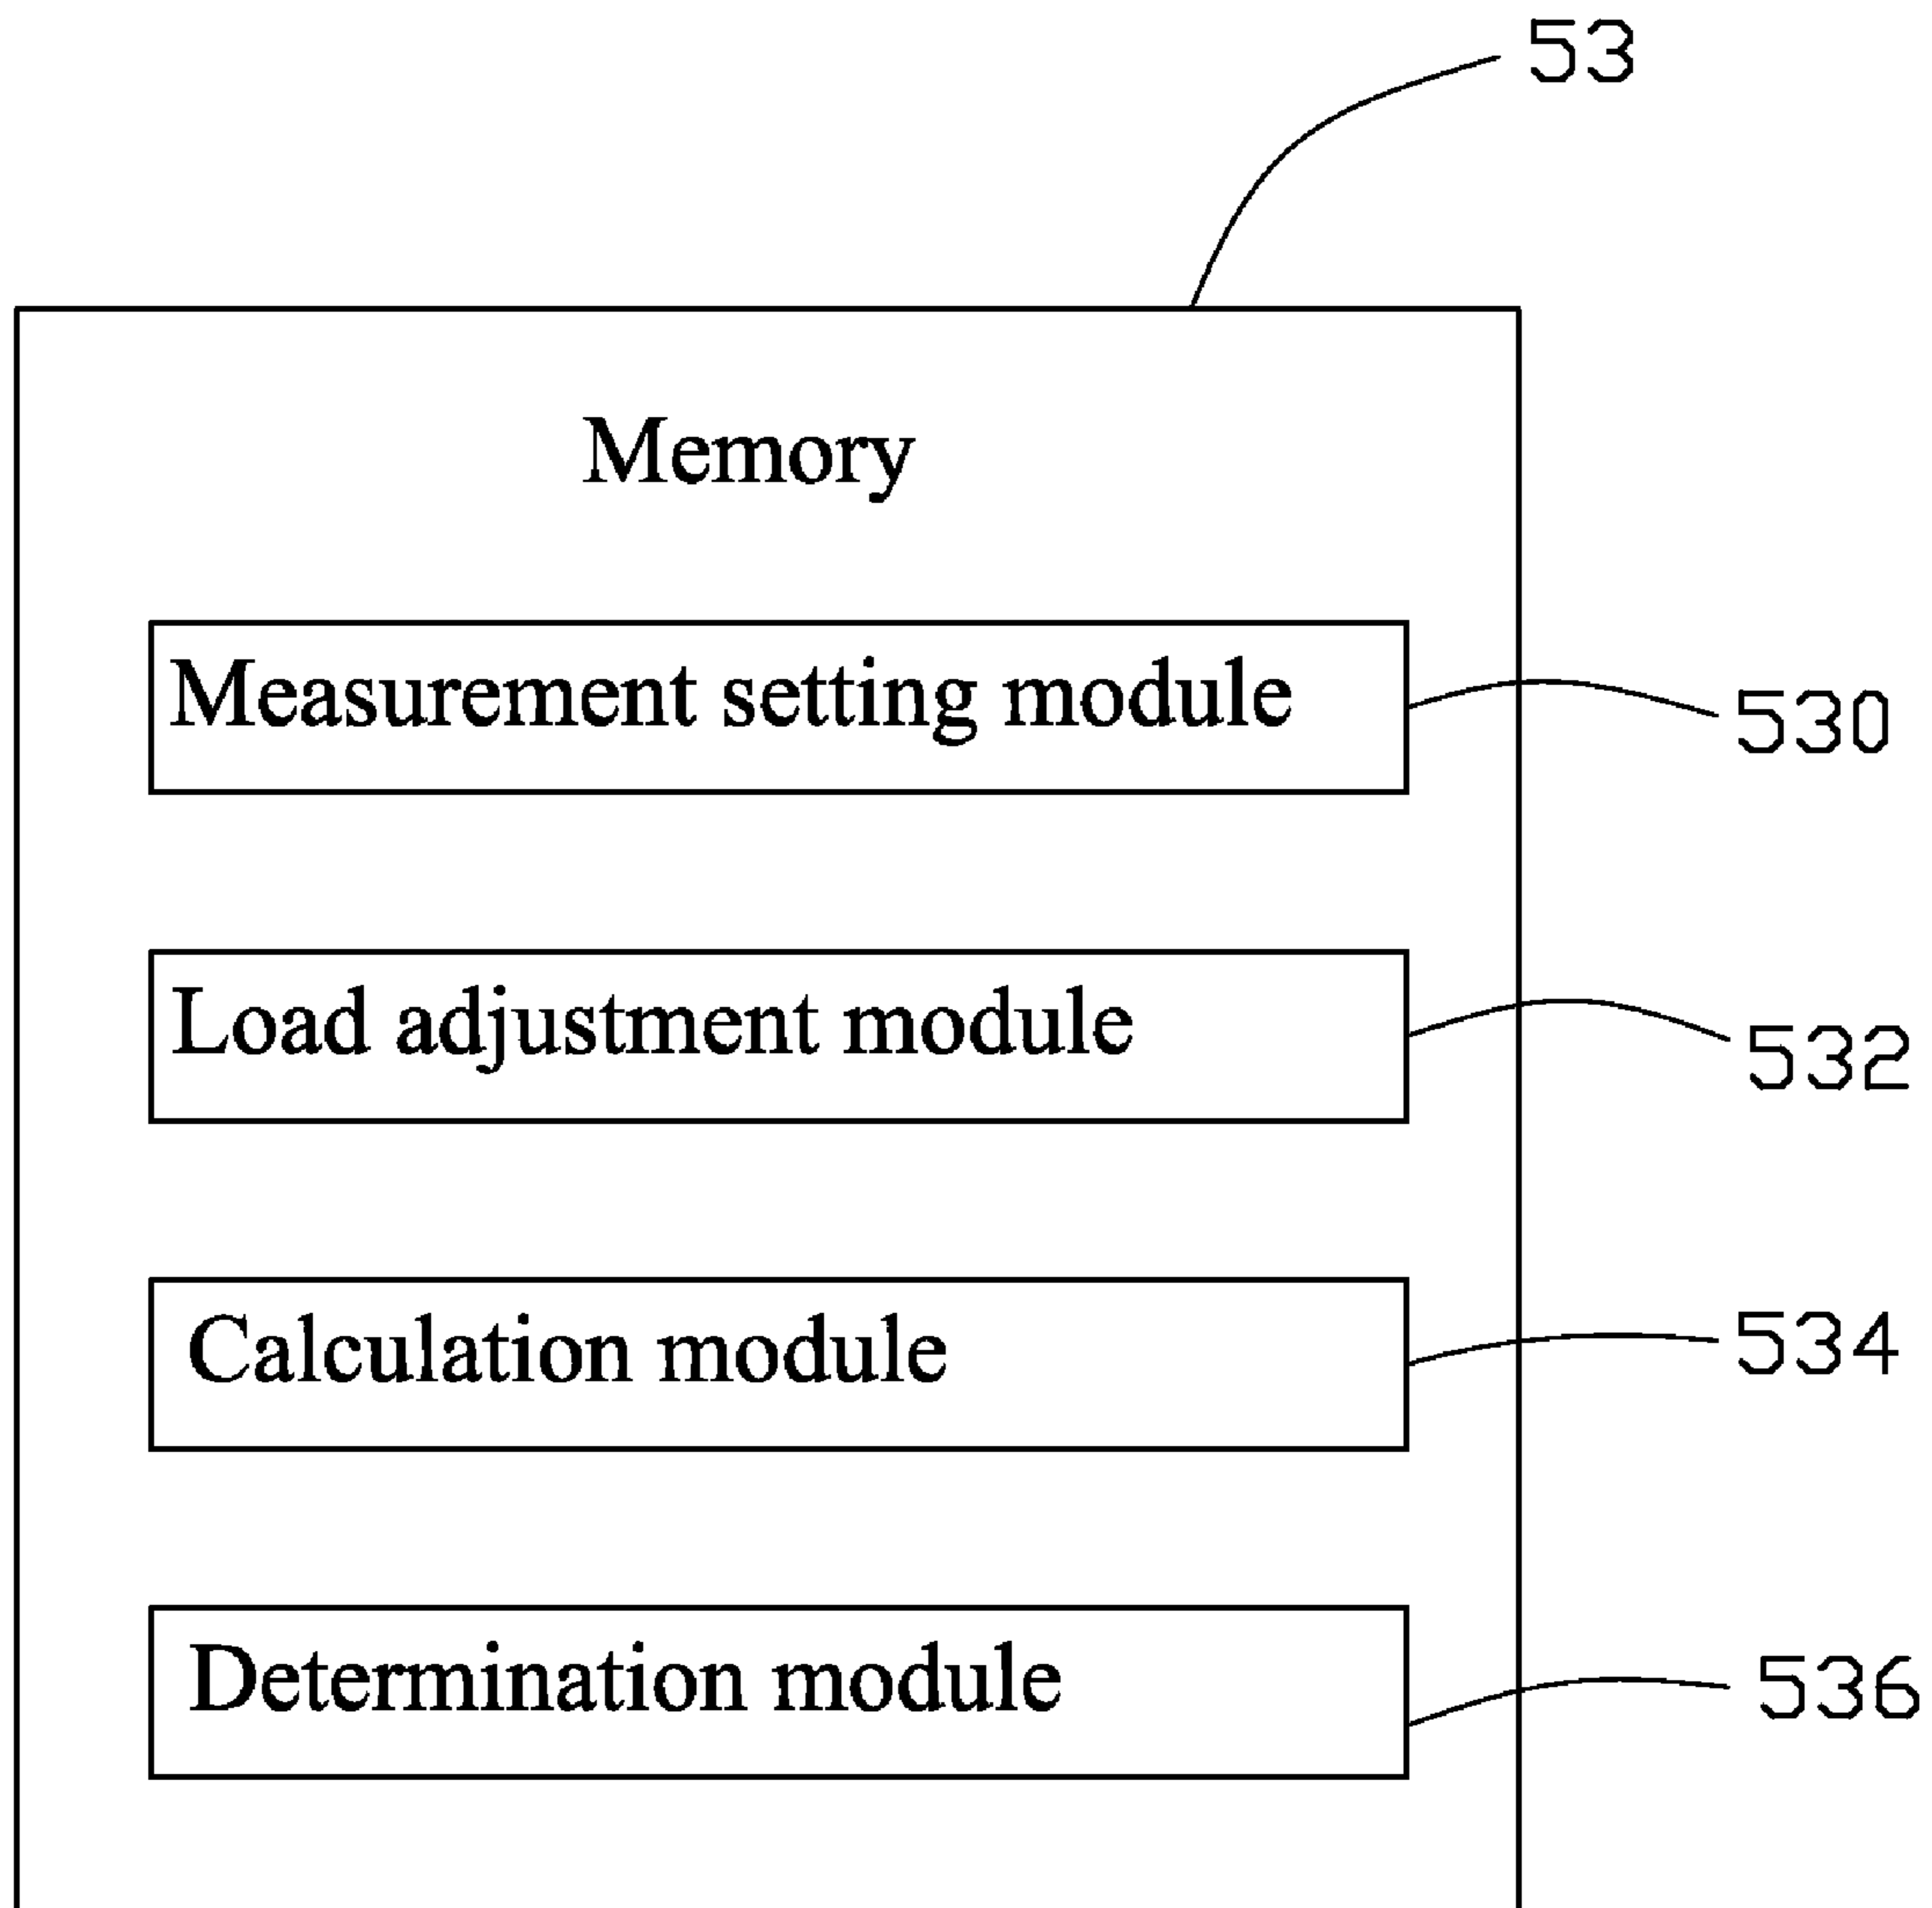 53
Memory
Measurement setting module
530
Load adjustment module
532
Calculation module
534
Determination module
536